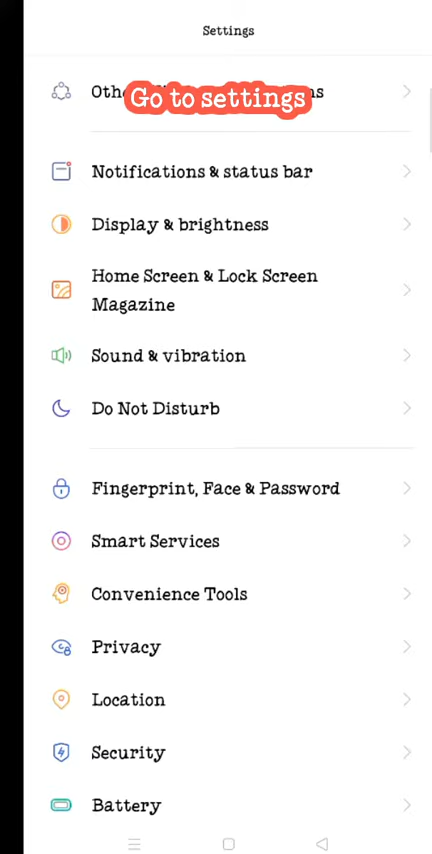 Settings
Go to settings
Notifications & status bar
Display & brightness
Home Screen & Lock Screen
Magazine
Sound & vibration
Do Not Disturb
Fingerprint, Face & Password
Smart Services
Convenience Tools
Privacy
Location
Security
Battery